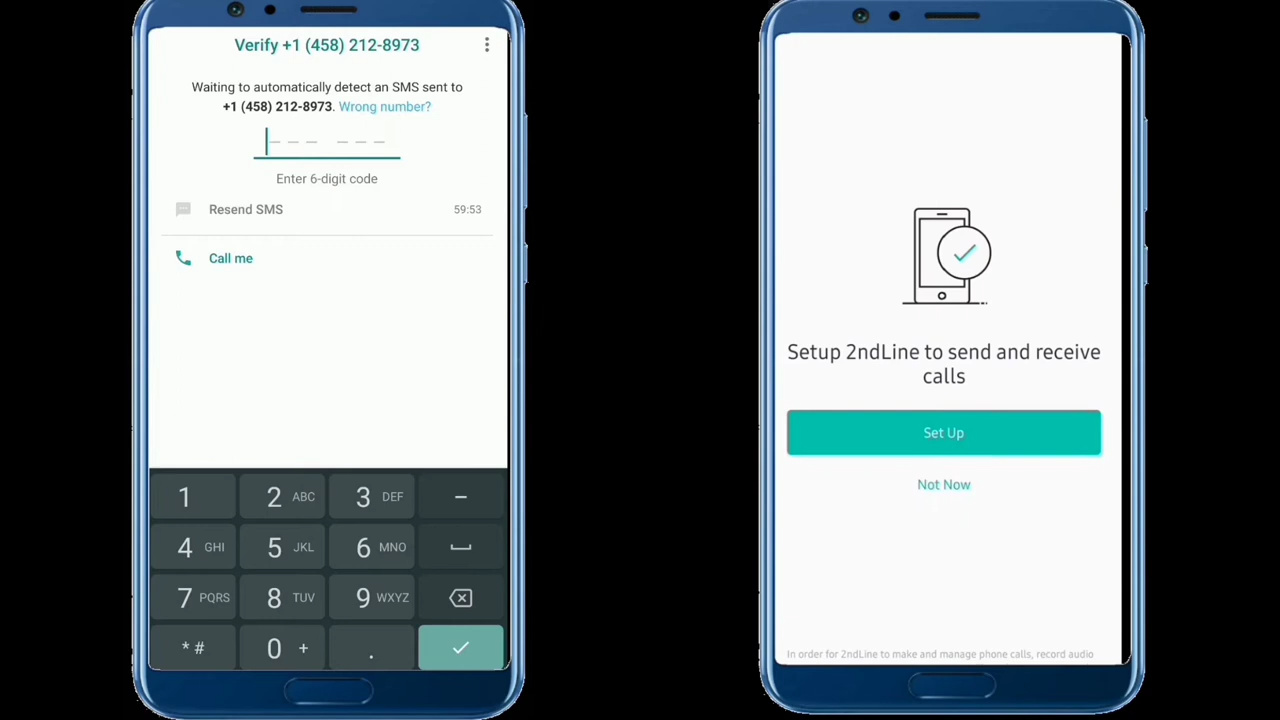 Verify +1 (458) 212-8973
Waiting to automatically detect an SMS sent to
+1 (458) 212-8973. Wrong number?
Enter 6-digit code
Resend SMS 59:53
Call me
1 2 ABC 3 DEF –
4 GHI 5 JKL 6 MNO
7 PQRS 8 TUV 9 WXYZ
* # 0 + .
Setup 2ndLine to send and receive
calls
Set Up
Not Now
In order for 2ndLine to make and manage phone calls, record audio